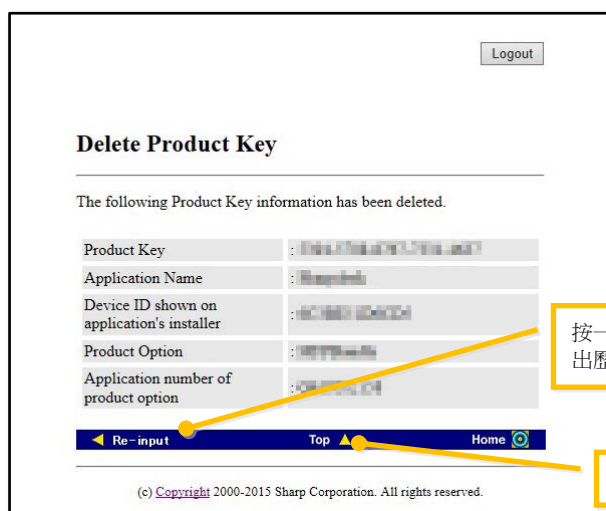 Logout
Delete Product Key
The following Product Key information has been deleted.
Product Key :
Application Name :
Device ID shown on
application's installer :
Product Option :
Application number of
product option :
按一
出歷
Re-input Top Home
(c) Copyright 2000-2015 Sharp Corporation. All rights reserved.